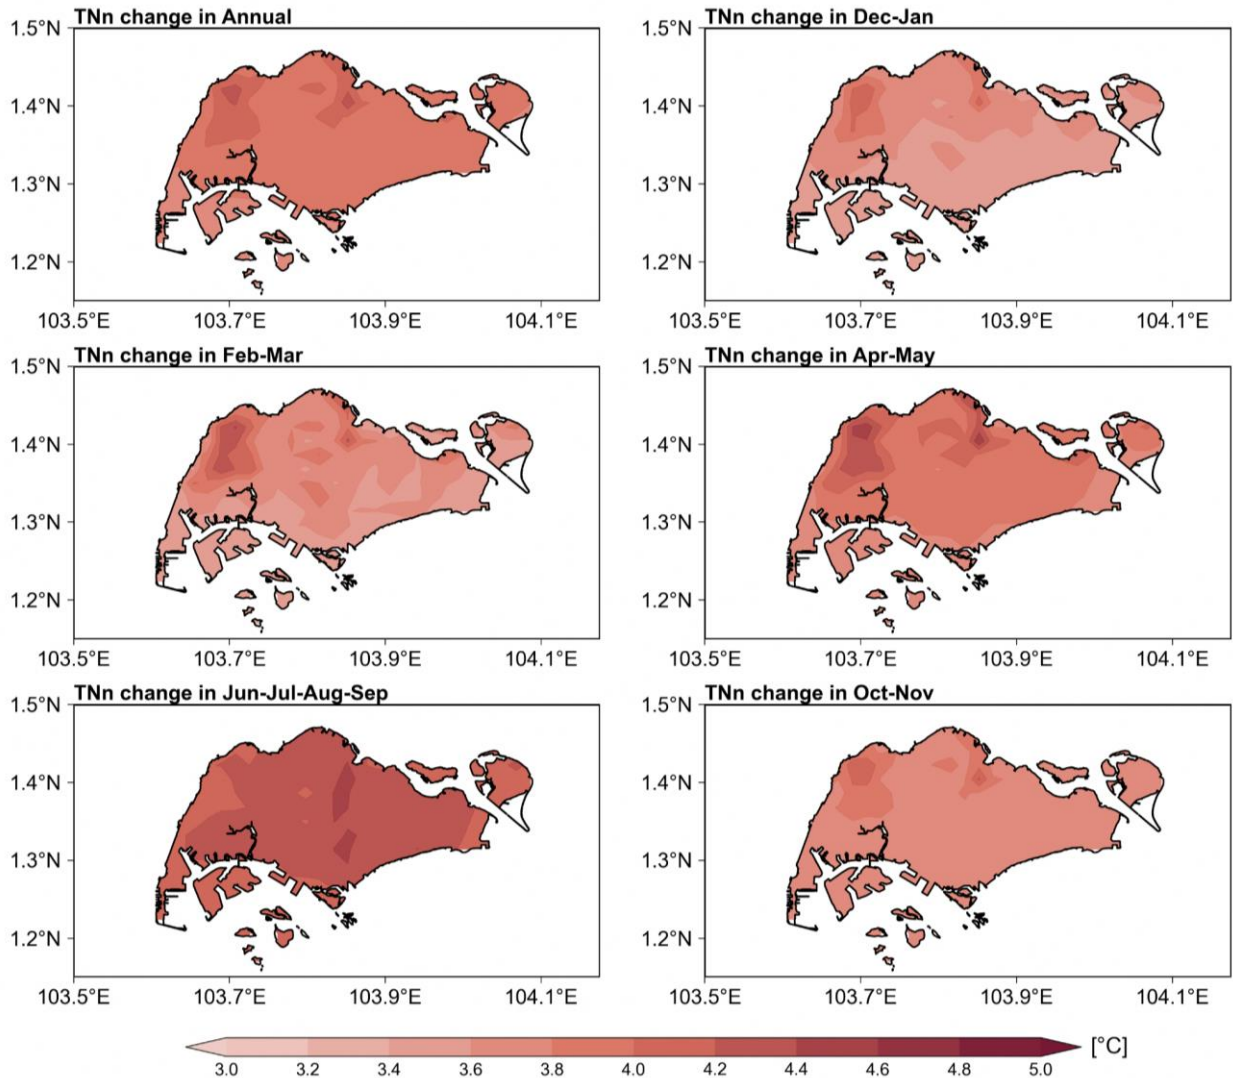 TNn change in Annual
1.5°N
1.4°N
1.3°N
1.2°N
103.5°E 103.7°E 103.9°E 104.1°E
TNn change in Dec-Jan
1.5°N
1.4°N
1.3°N
1.2°N
103.5°E 103.7°E 103.9°E 104.1°E
TNn change in Feb-Mar
1.5°N
1.4°N
1.3°N
1.2°N
103.5°E 103.7°E 103.9°E 104.1°E
TNn change in Apr-May
1.5°N
1.4°N
1.3°N
1.2°N
103.5°E 103.7°E 103.9°E 104.1°E
TNn change in Jun-Jul-Aug-Sep
1.5°N
1.4°N
1.3°N
1.2°N
103.5°E 103.7°E 103.9°E 104.1°E
TNn change in Oct-Nov
1.5°N
1.4°N
1.3°N
1.2°N
103.5°E 103.7°E 103.9°E 104.1°E
[°C]
3.0 3.2 3.4 3.6 3.8 4.0 4.2 4.4 4.6 4.8 5.0